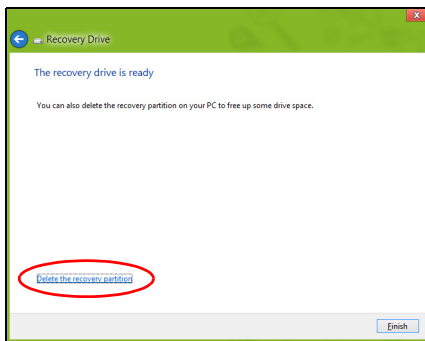 Recovery Drive
The recovery drive is ready
You can also delete the recovery partition on your PC to free up some drive space.
Delete the recovery partition
Finish